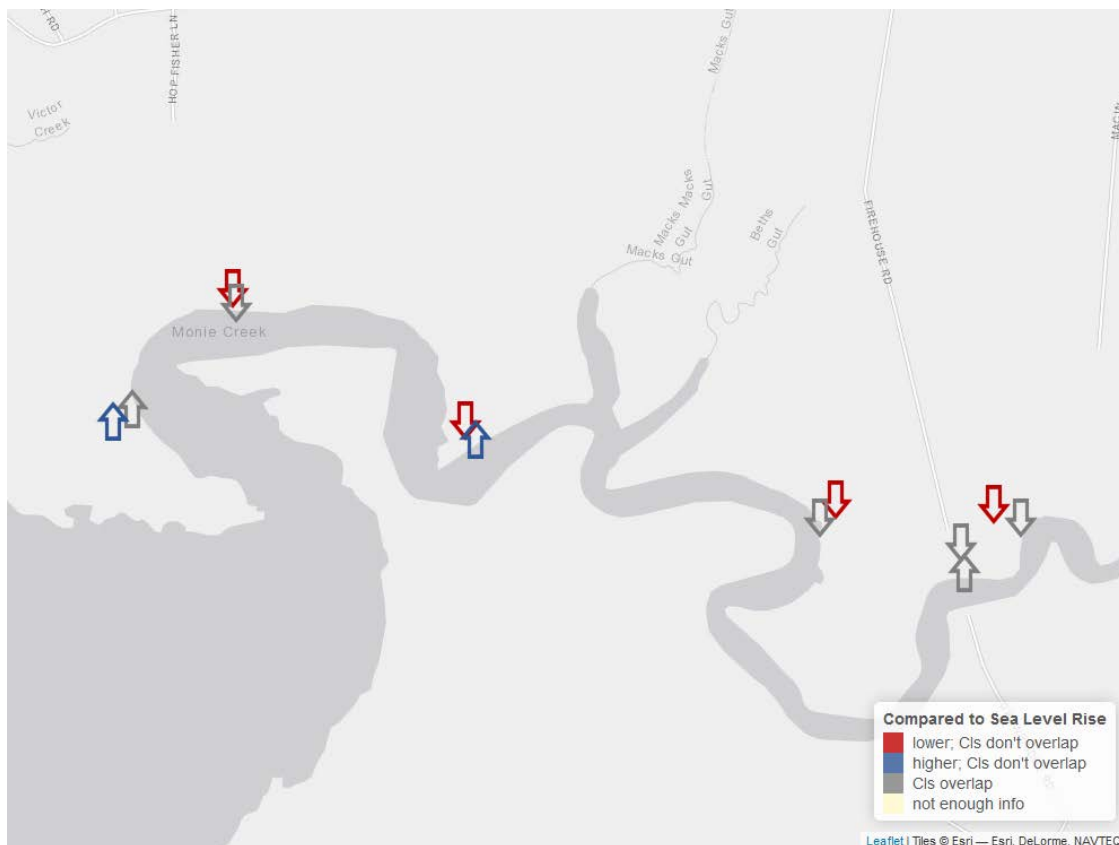 RD
HOP FISHER LN
Victor
Creek
Macks Gut
Macks Macks
Gut Gut
Macks Gut
Beths
Gut
FIREHOUSE RD
Monie Creek
Compared to Sea Level Rise
lower; CIs don't overlap
higher; CIs don't overlap
CIs overlap
not enough info
Leaflet | Tiles © Esri — Esri, DeLorme, NAVTEQ